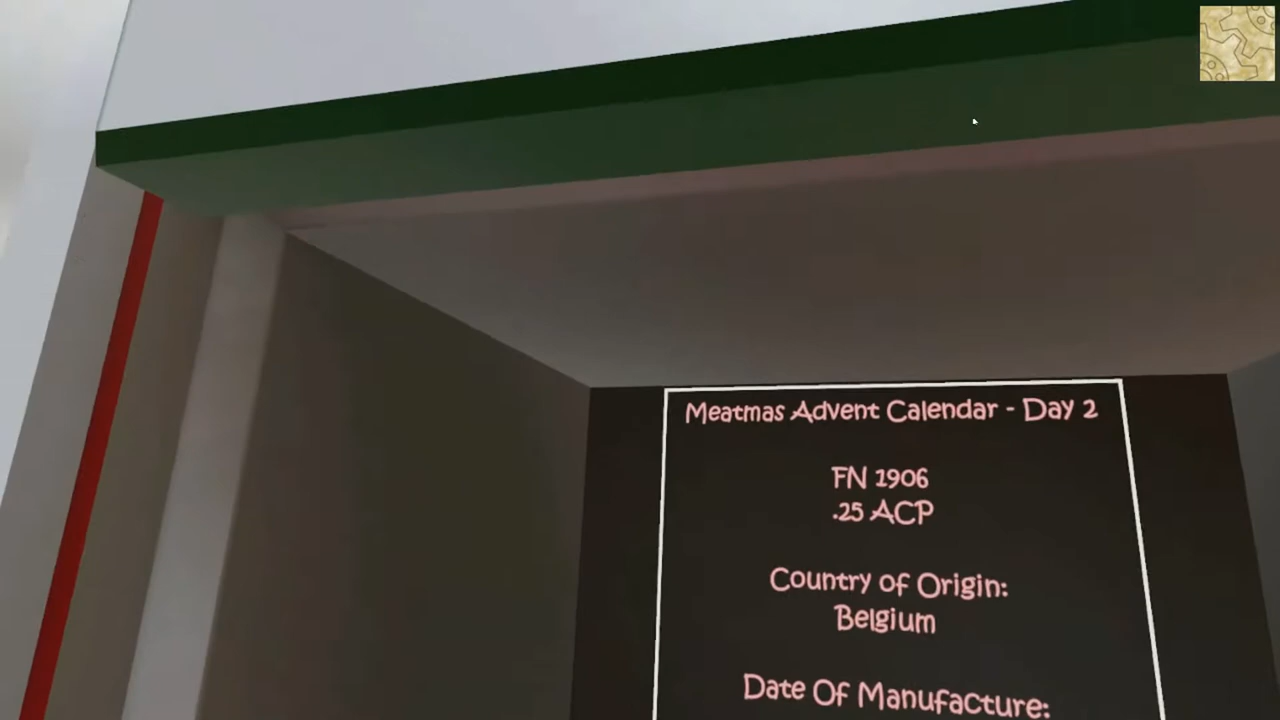 Meatmas Advent Calendar - Day 2
FN 1906
.25 ACP
Country of Origin:
Belgium
Date Of Manufacture: